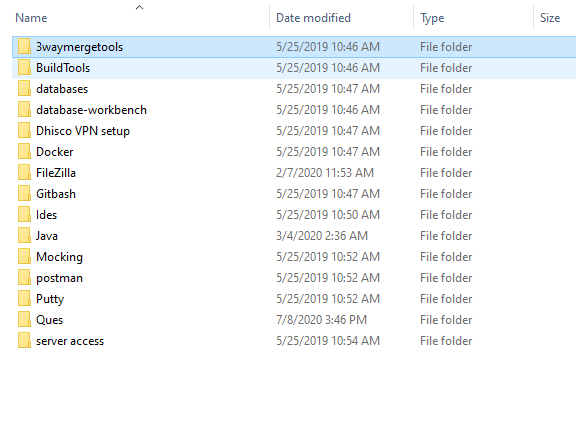 Name Date modified Type Size
3waymergetools 5/25/2019 10:46 AM File folder
BuildTools 5/25/2019 10:46 AM File folder
databases 5/25/2019 10:47 AM File folder
database-workbench 5/25/2019 10:46 AM File folder
Dhisco VPN setup 5/25/2019 10:47 AM File folder
Docker 5/25/2019 10:47 AM File folder
FileZilla 2/7/2020 11:53 AM File folder
Gitbash 5/25/2019 10:47 AM File folder
Ides 5/25/2019 10:50 AM File folder
Java 3/4/2020 2:36 AM File folder
Mocking 5/25/2019 10:52 AM File folder
postman 5/25/2019 10:52 AM File folder
Putty 5/25/2019 10:52 AM File folder
Ques 7/8/2020 3:46 PM File folder
server access 5/25/2019 10:54 AM File folder